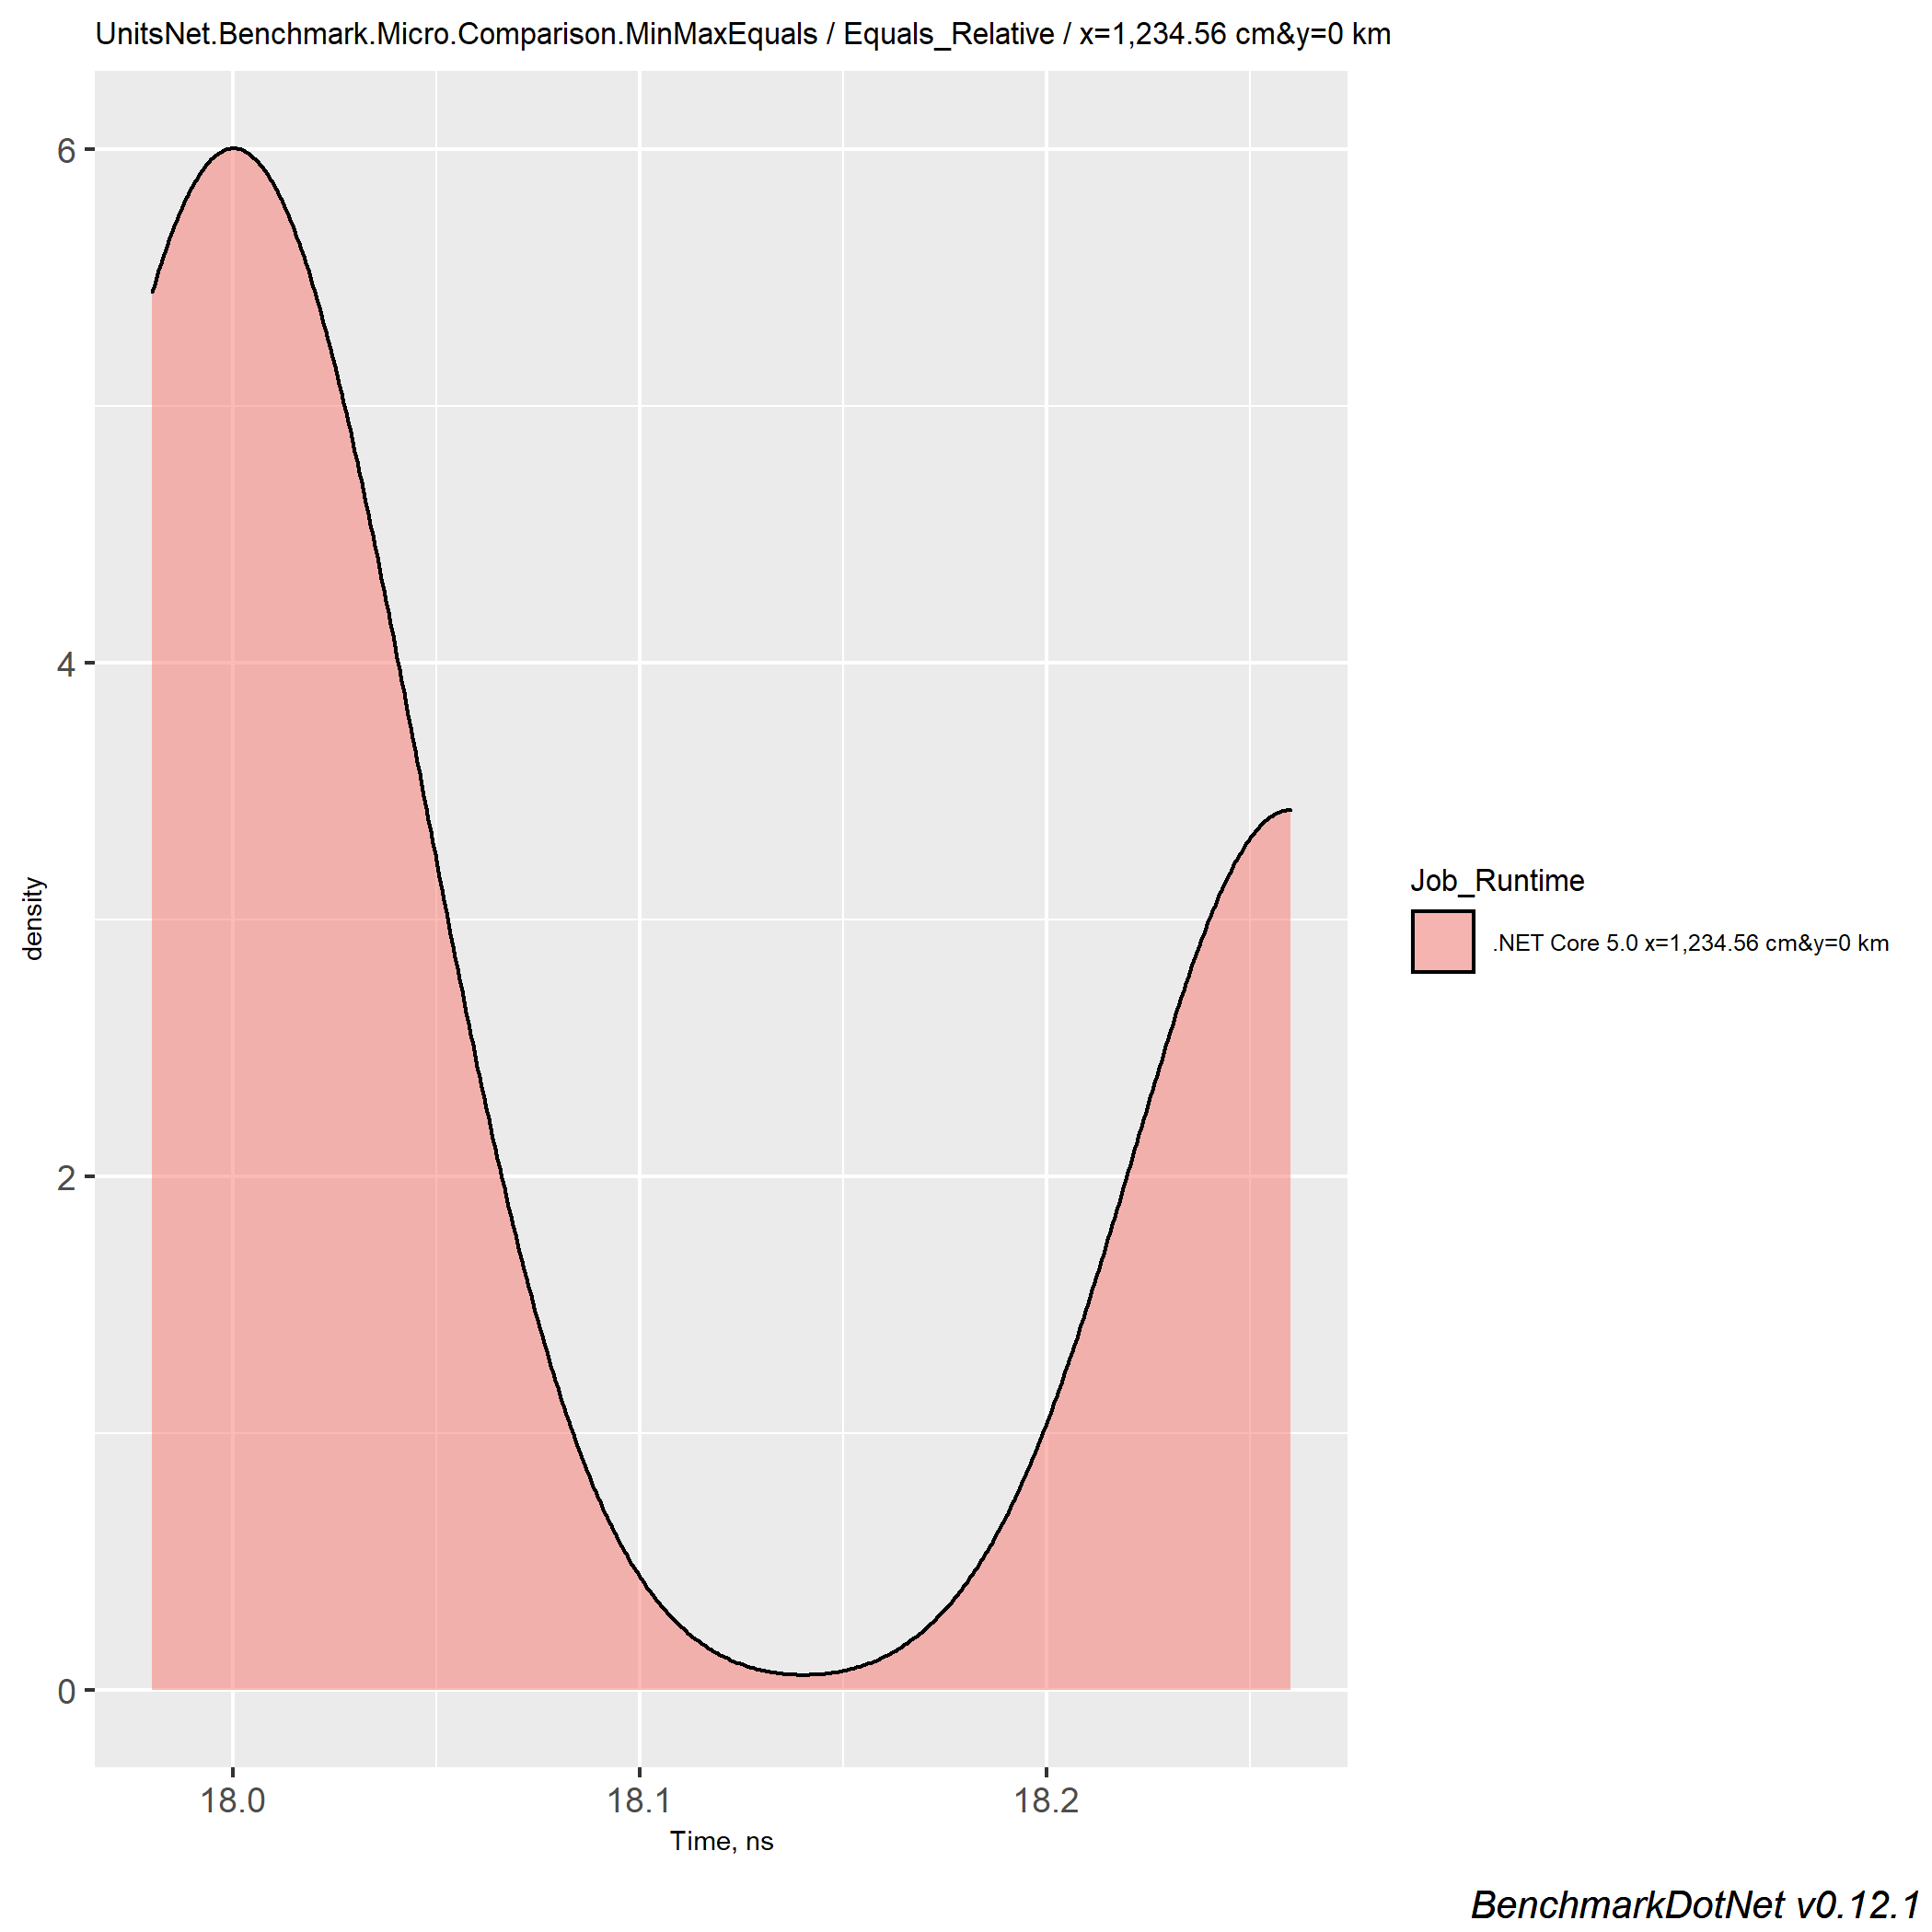 UnitsNet.Benchmark.Micro.Comparison.MinMaxEquals / Equals_Relative / x=1,234.56 cm&y=0 km
6
4
2
0
density
18.0
18.1
18.2
Time, ns
Job_Runtime
.NET Core 5.0 x=1,234.56 cm&y=0 km
BenchmarkDotNet v0.12.1